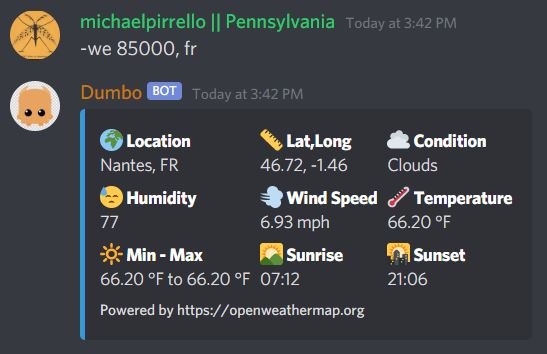 michaelpirrello || Pennsylvania Today at 3:42 PM
-we 85000, fr
Dumbo BOT Today at 3:42 PM
Location Lat,Long Condition
Nantes, FR 46.72, -1.46 Clouds
Humidity Wind Speed Temperature
77 6.93 mph 66.20 °F
Min - Max Sunrise Sunset
66.20 °F to 66.20 °F 07:12 21:06
Powered by https://openweathermap.org